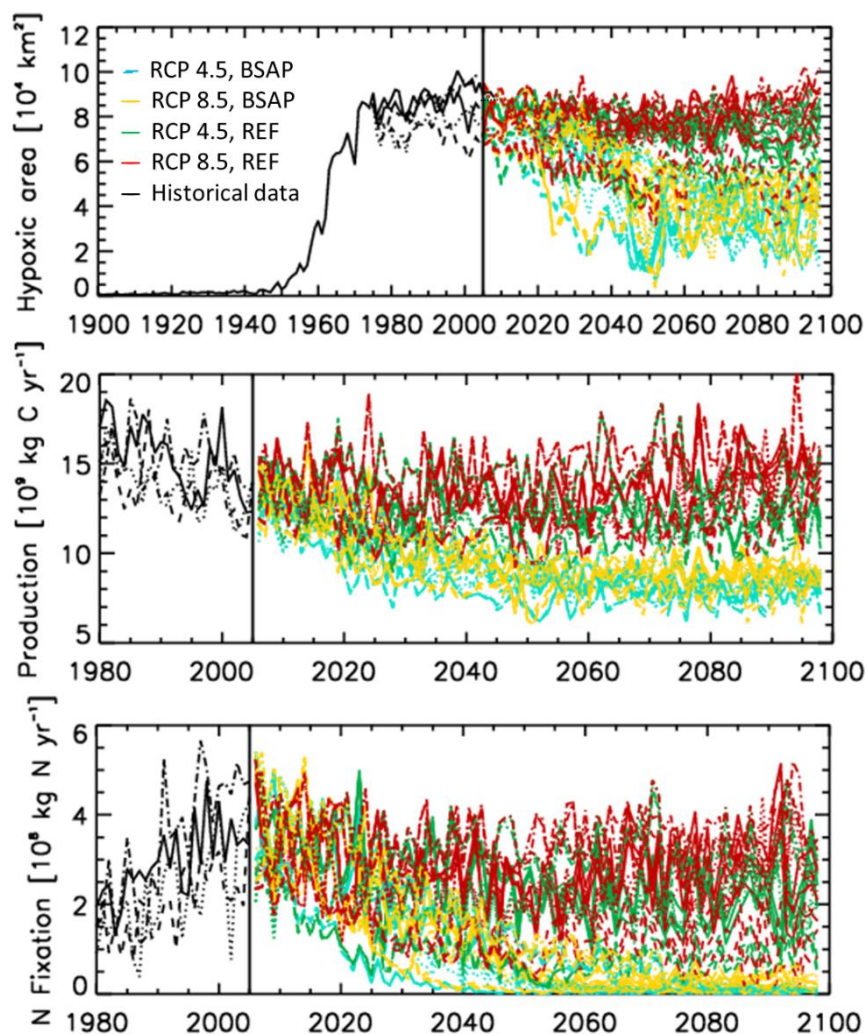 Hypoxic area [10⁴ km²]
12
10
8
6
4
2
0
RCP 4.5, BSAP
RCP 8.5, BSAP
RCP 4.5, REF
RCP 8.5, REF
Historical data
1900 1920 1940 1960 1980 2000 2020 2040 2060 2080 2100
Production [10⁹ kg C yr⁻¹]
20
15
10
5
1980 2000 2020 2040 2060 2080 2100
N Fixation [10⁸ kg N yr⁻¹]
6
4
2
0
1980 2000 2020 2040 2060 2080 2100